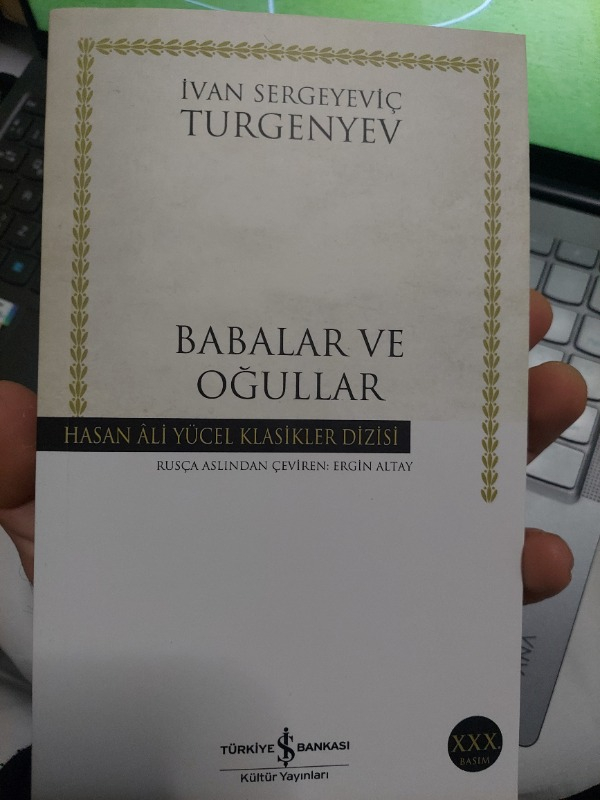 İVAN SERGEYEVİÇ
TURGENYEV
BABALAR VE
OĞULLAR
HASAN ÂLİ YÜCEL KLASİKLER DİZİSİ
RUSÇA ASLINDAN ÇEVİREN: ERGİN ALTAY
TÜRKİYE İŞ BANKASI
Kültür Yayınları
XXX.
BASIM